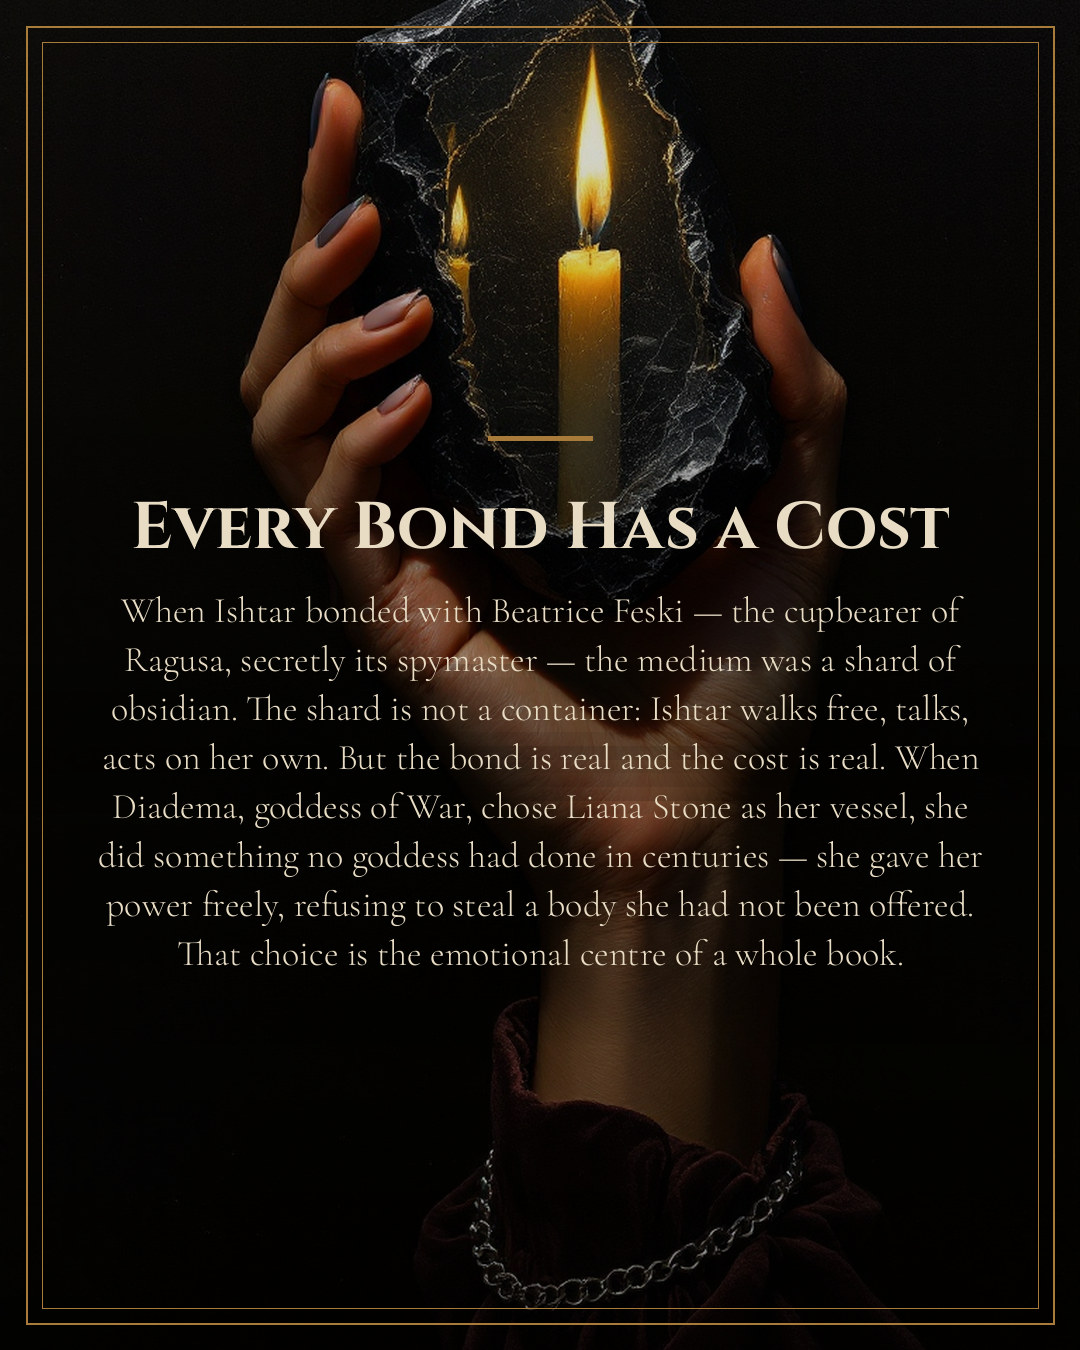 Every Bond Has a Cost
When Ishtar bonded with Beatrice Feski — the cupbearer of
Ragusa, secretly its spymaster — the medium was a shard of
obsidian. The shard is not a container: Ishtar walks free, talks,
acts on her own. But the bond is real and the cost is real. When
Diadema, goddess of War, chose Liana Stone as her vessel, she
did something no goddess had done in centuries — she gave her
power freely, refusing to steal a body she had not been offered.
That choice is the emotional centre of a whole book.